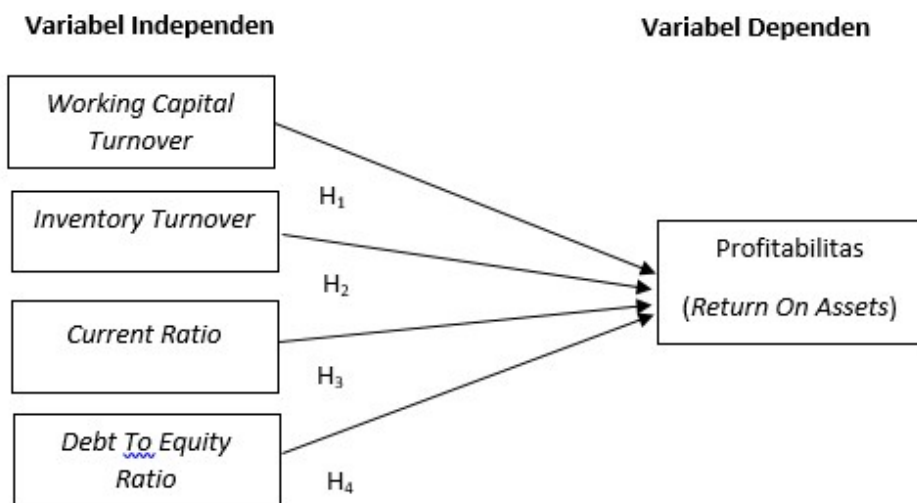 Variabel Independen
Variabel Dependen
Working Capital
Turnover
H₁
Inventory Turnover
H₂
Profitabilitas
(Return On Assets)
Current Ratio
H₃
Debt To Equity
Ratio
H₄